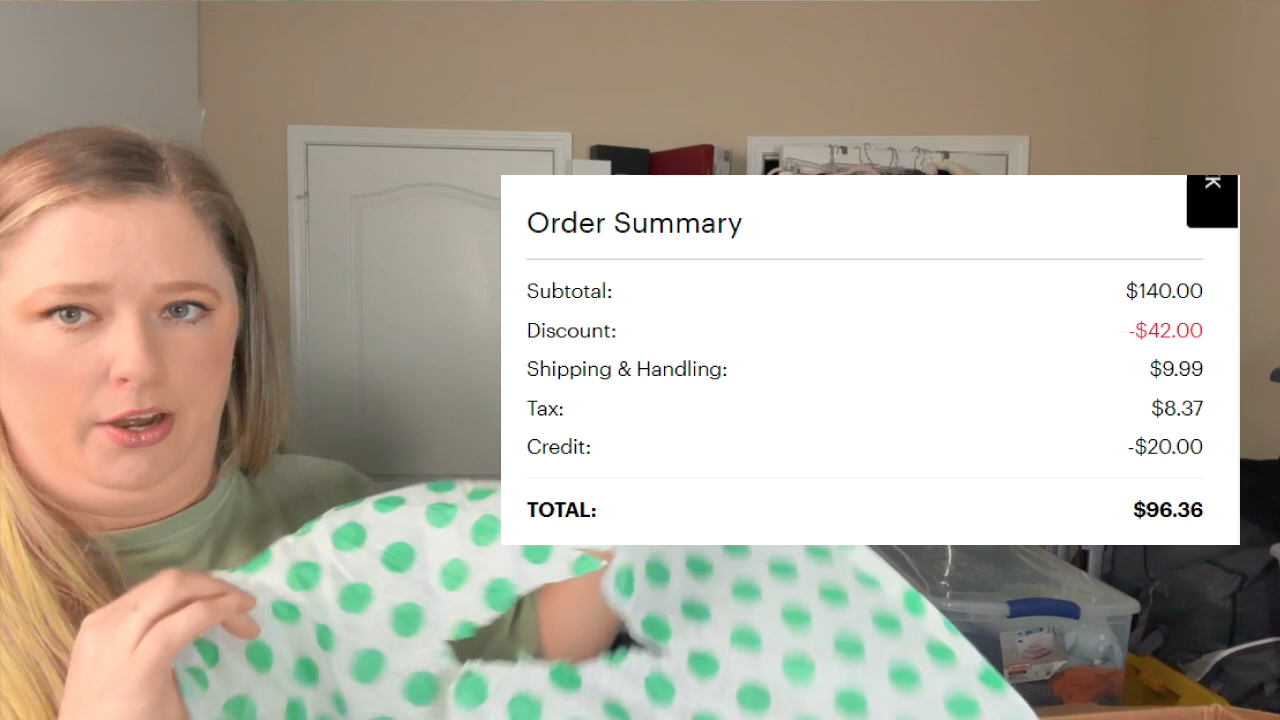 Order Summary
Subtotal: $140.00
Discount: -$42.00
Shipping & Handling: $9.99
Tax: $8.37
Credit: -$20.00
TOTAL: $96.36